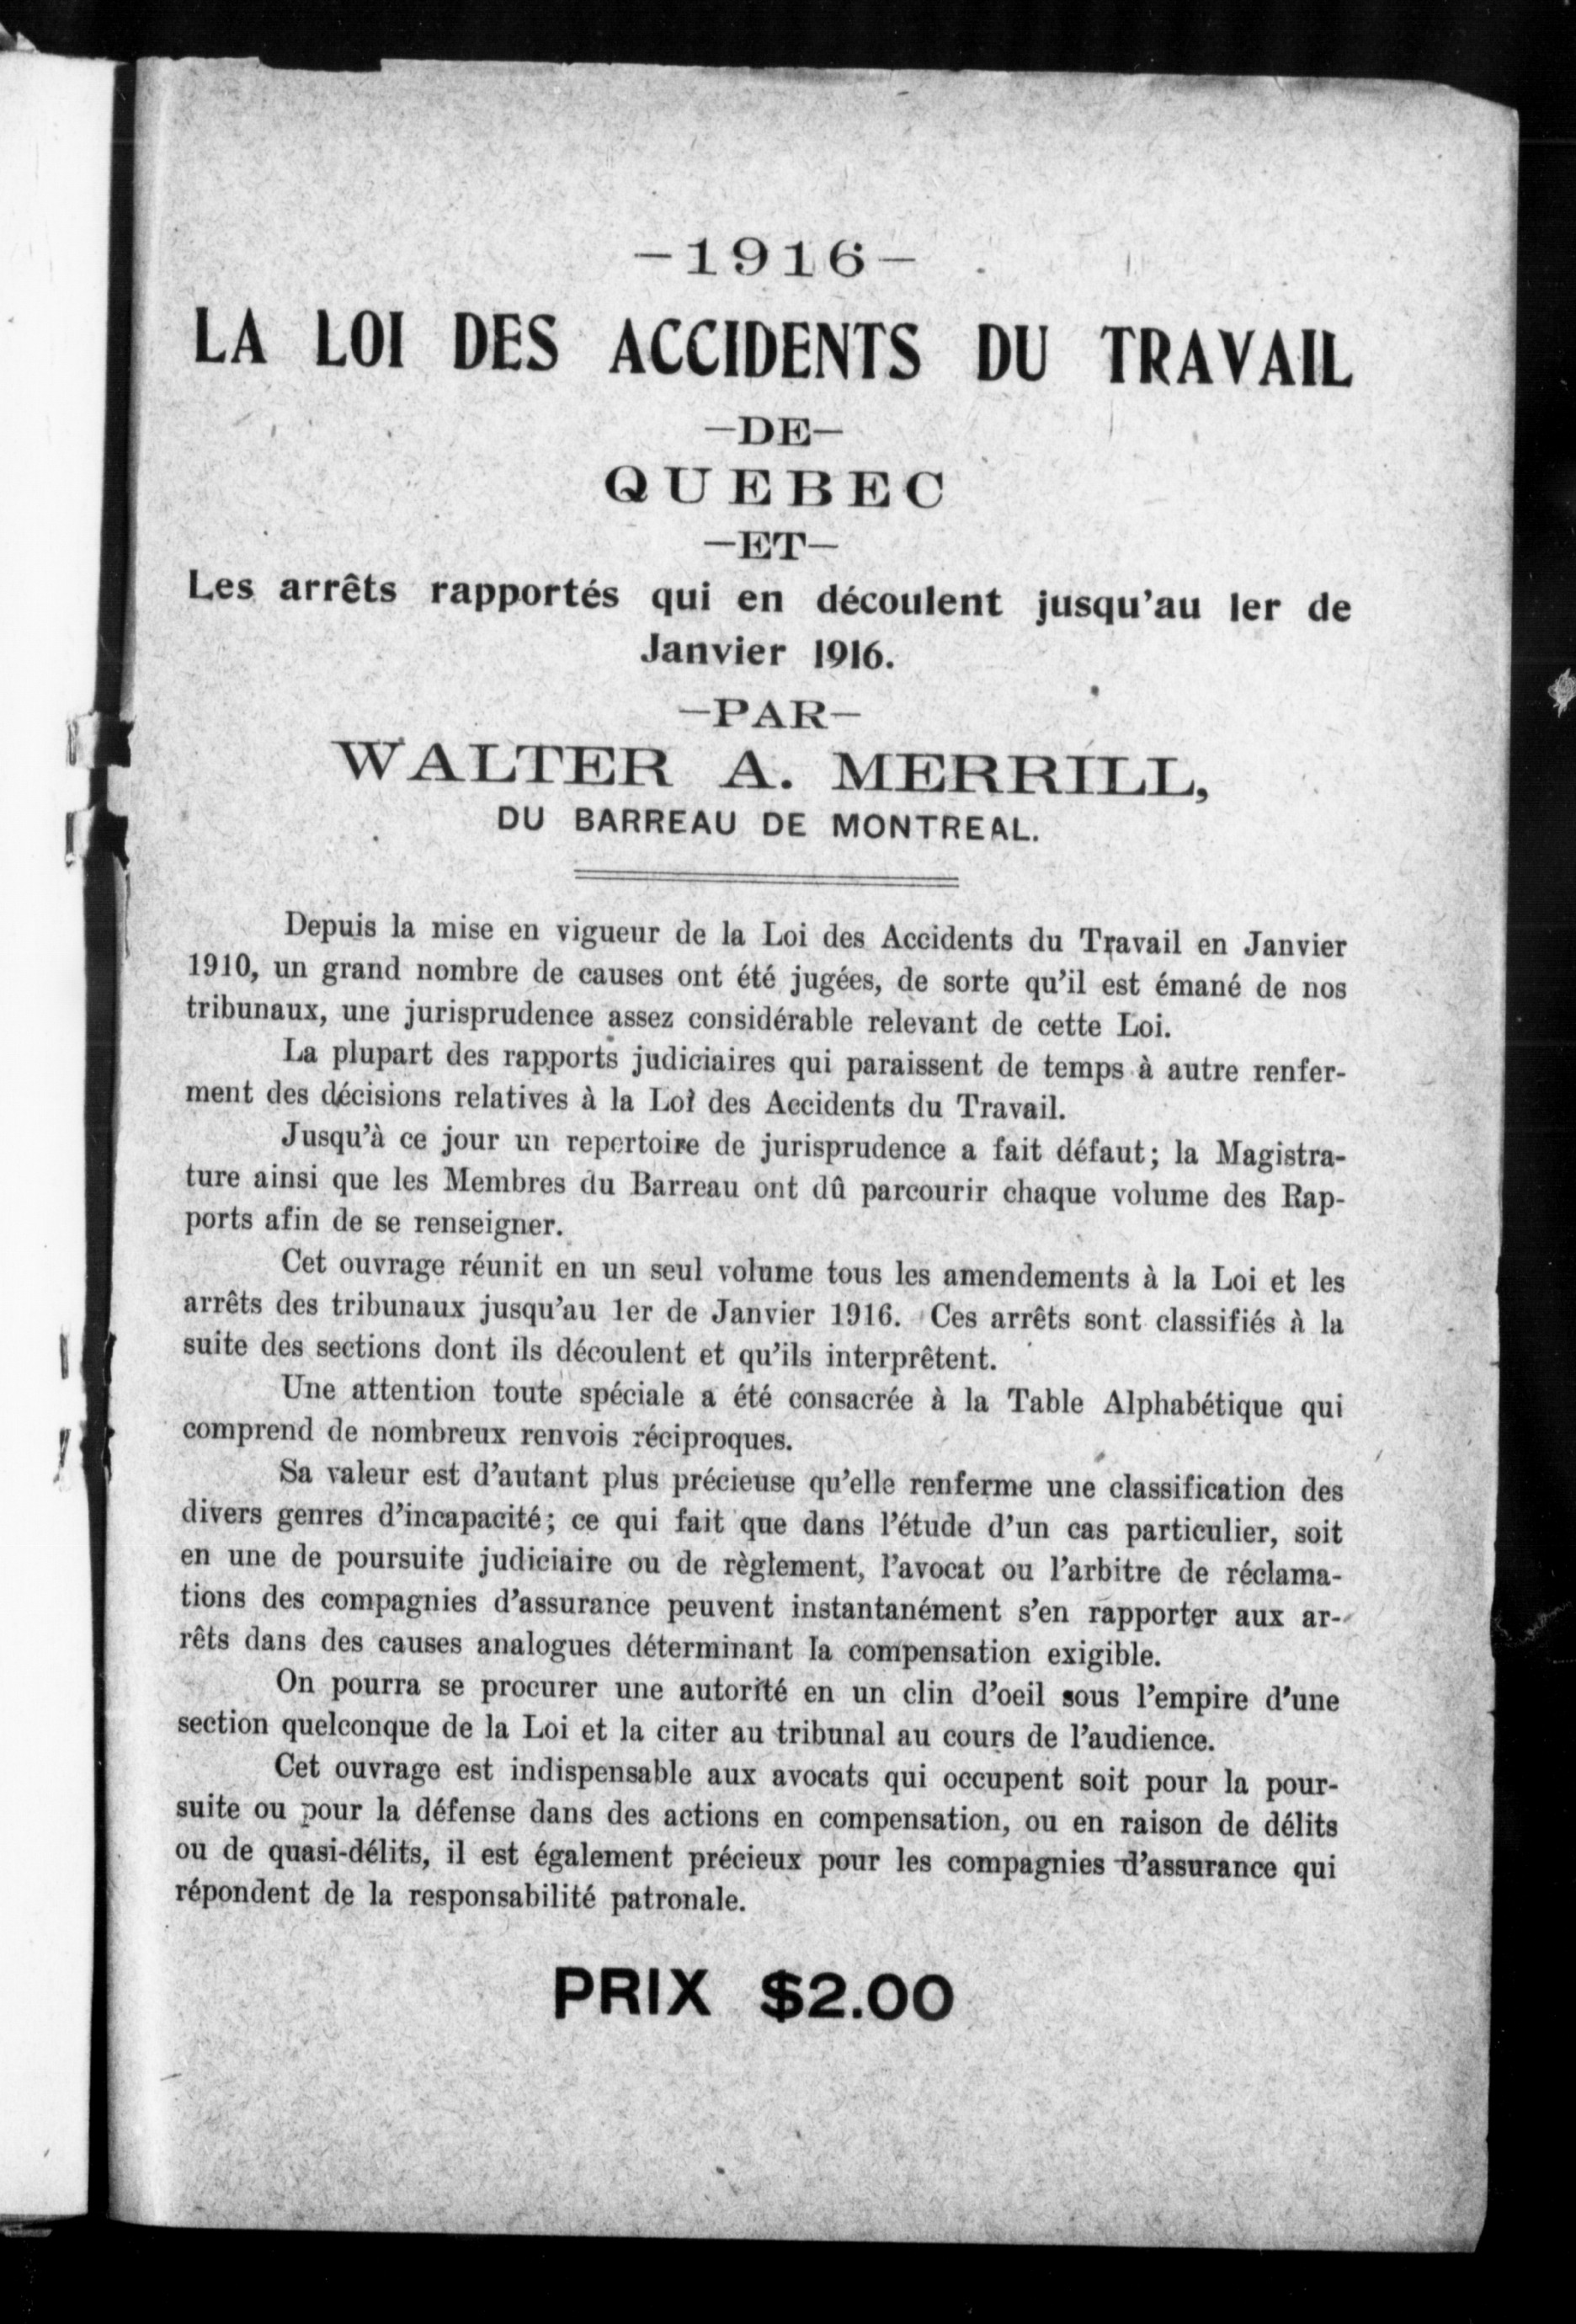 —1916—
LA LOI DES ACCIDENTS DU TRAVAIL
—DE—
QUEBEC
—ET—
Les arrêts rapportés qui en découlent jusqu'au 1er de
Janvier 1916.
—PAR—
WALTER A. MERRILL,
DU BARREAU DE MONTREAL.
Depuis la mise en vigueur de la Loi des Accidents du Travail en Janvier
1910, un grand nombre de causes ont été jugées, de sorte qu'il est émané de nos
tribunaux, une jurisprudence assez considérable relevant de cette Loi.
La plupart des rapports judiciaires qui paraissent de temps à autre renfer-
ment des décisions relatives à la Loi des Accidents du Travail.
Jusqu'à ce jour un repertoire de jurisprudence a fait défaut; la Magistra-
ture ainsi que les Membres du Barreau ont dû parcourir chaque volume des Rap-
ports afin de se renseigner.
Cet ouvrage réunit en un seul volume tous les amendements à la Loi et les
arrêts des tribunaux jusqu'au 1er de Janvier 1916. Ces arrêts sont classifiés à la
suite des sections dont ils découlent et qu'ils interprêtent.
Une attention toute spéciale a été consacrée à la Table Alphabétique qui
comprend de nombreux renvois réciproques.
Sa valeur est d'autant plus précieuse qu'elle renferme une classification des
divers genres d'incapacité; ce qui fait que dans l'étude d'un cas particulier, soit
en une de poursuite judiciaire ou de règlement, l'avocat ou l'arbitre de réclama-
tions des compagnies d'assurance peuvent instantanément s'en rapporter aux ar-
rêts dans des causes analogues déterminant la compensation exigible.
On pourra se procurer une autorité en un clin d'oeil sous l'empire d'une
section quelconque de la Loi et la citer au tribunal au cours de l'audience.
Cet ouvrage est indispensable aux avocats qui occupent soit pour la pour-
suite ou pour la défense dans des actions en compensation, ou en raison de délits
ou de quasi-délits, il est également précieux pour les compagnies d'assurance qui
répondent de la responsabilité patronale.
PRIX $2.00